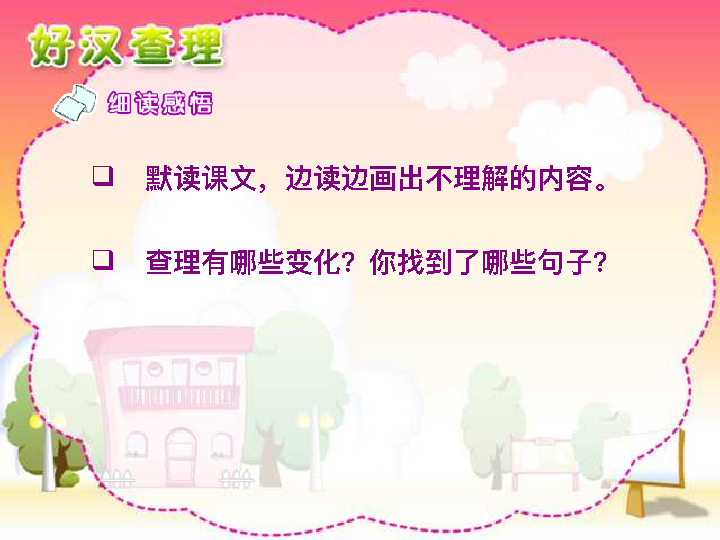 好汉查理
细读感悟
❑ 默读课文，边读边画出不理解的内容。
❑ 查理有哪些变化？你找到了哪些句子？